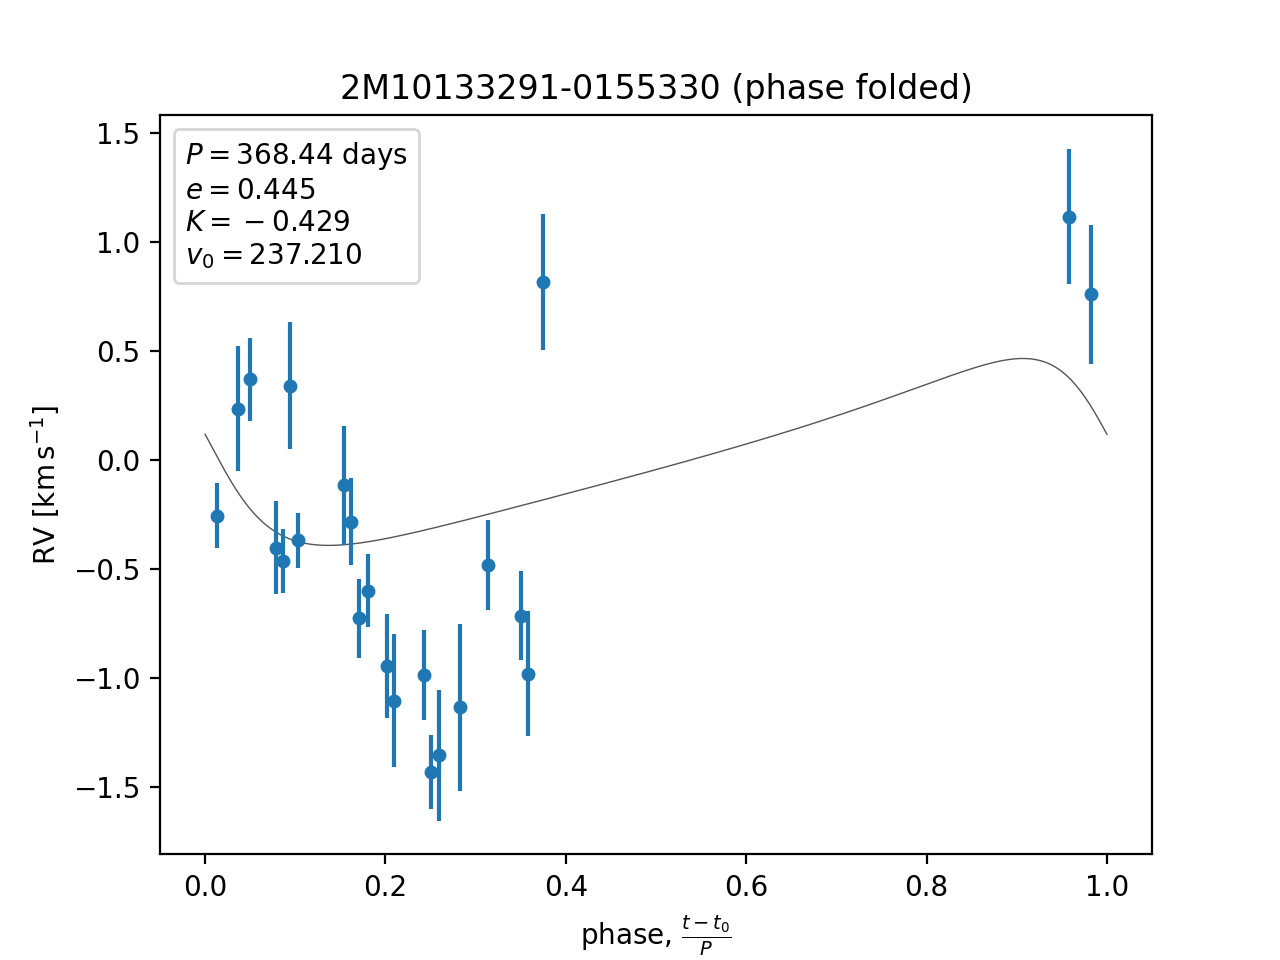 2M10133291-0155330 (phase folded)
P = 368.44 days
e = 0.445
K = −0.429
v₀ = 237.210
RV [km s⁻¹]
1.5
1.0
0.5
0.0
−0.5
−1.0
−1.5
0.0 0.2 0.4 0.6 0.8 1.0
phase, (t − t₀)/P